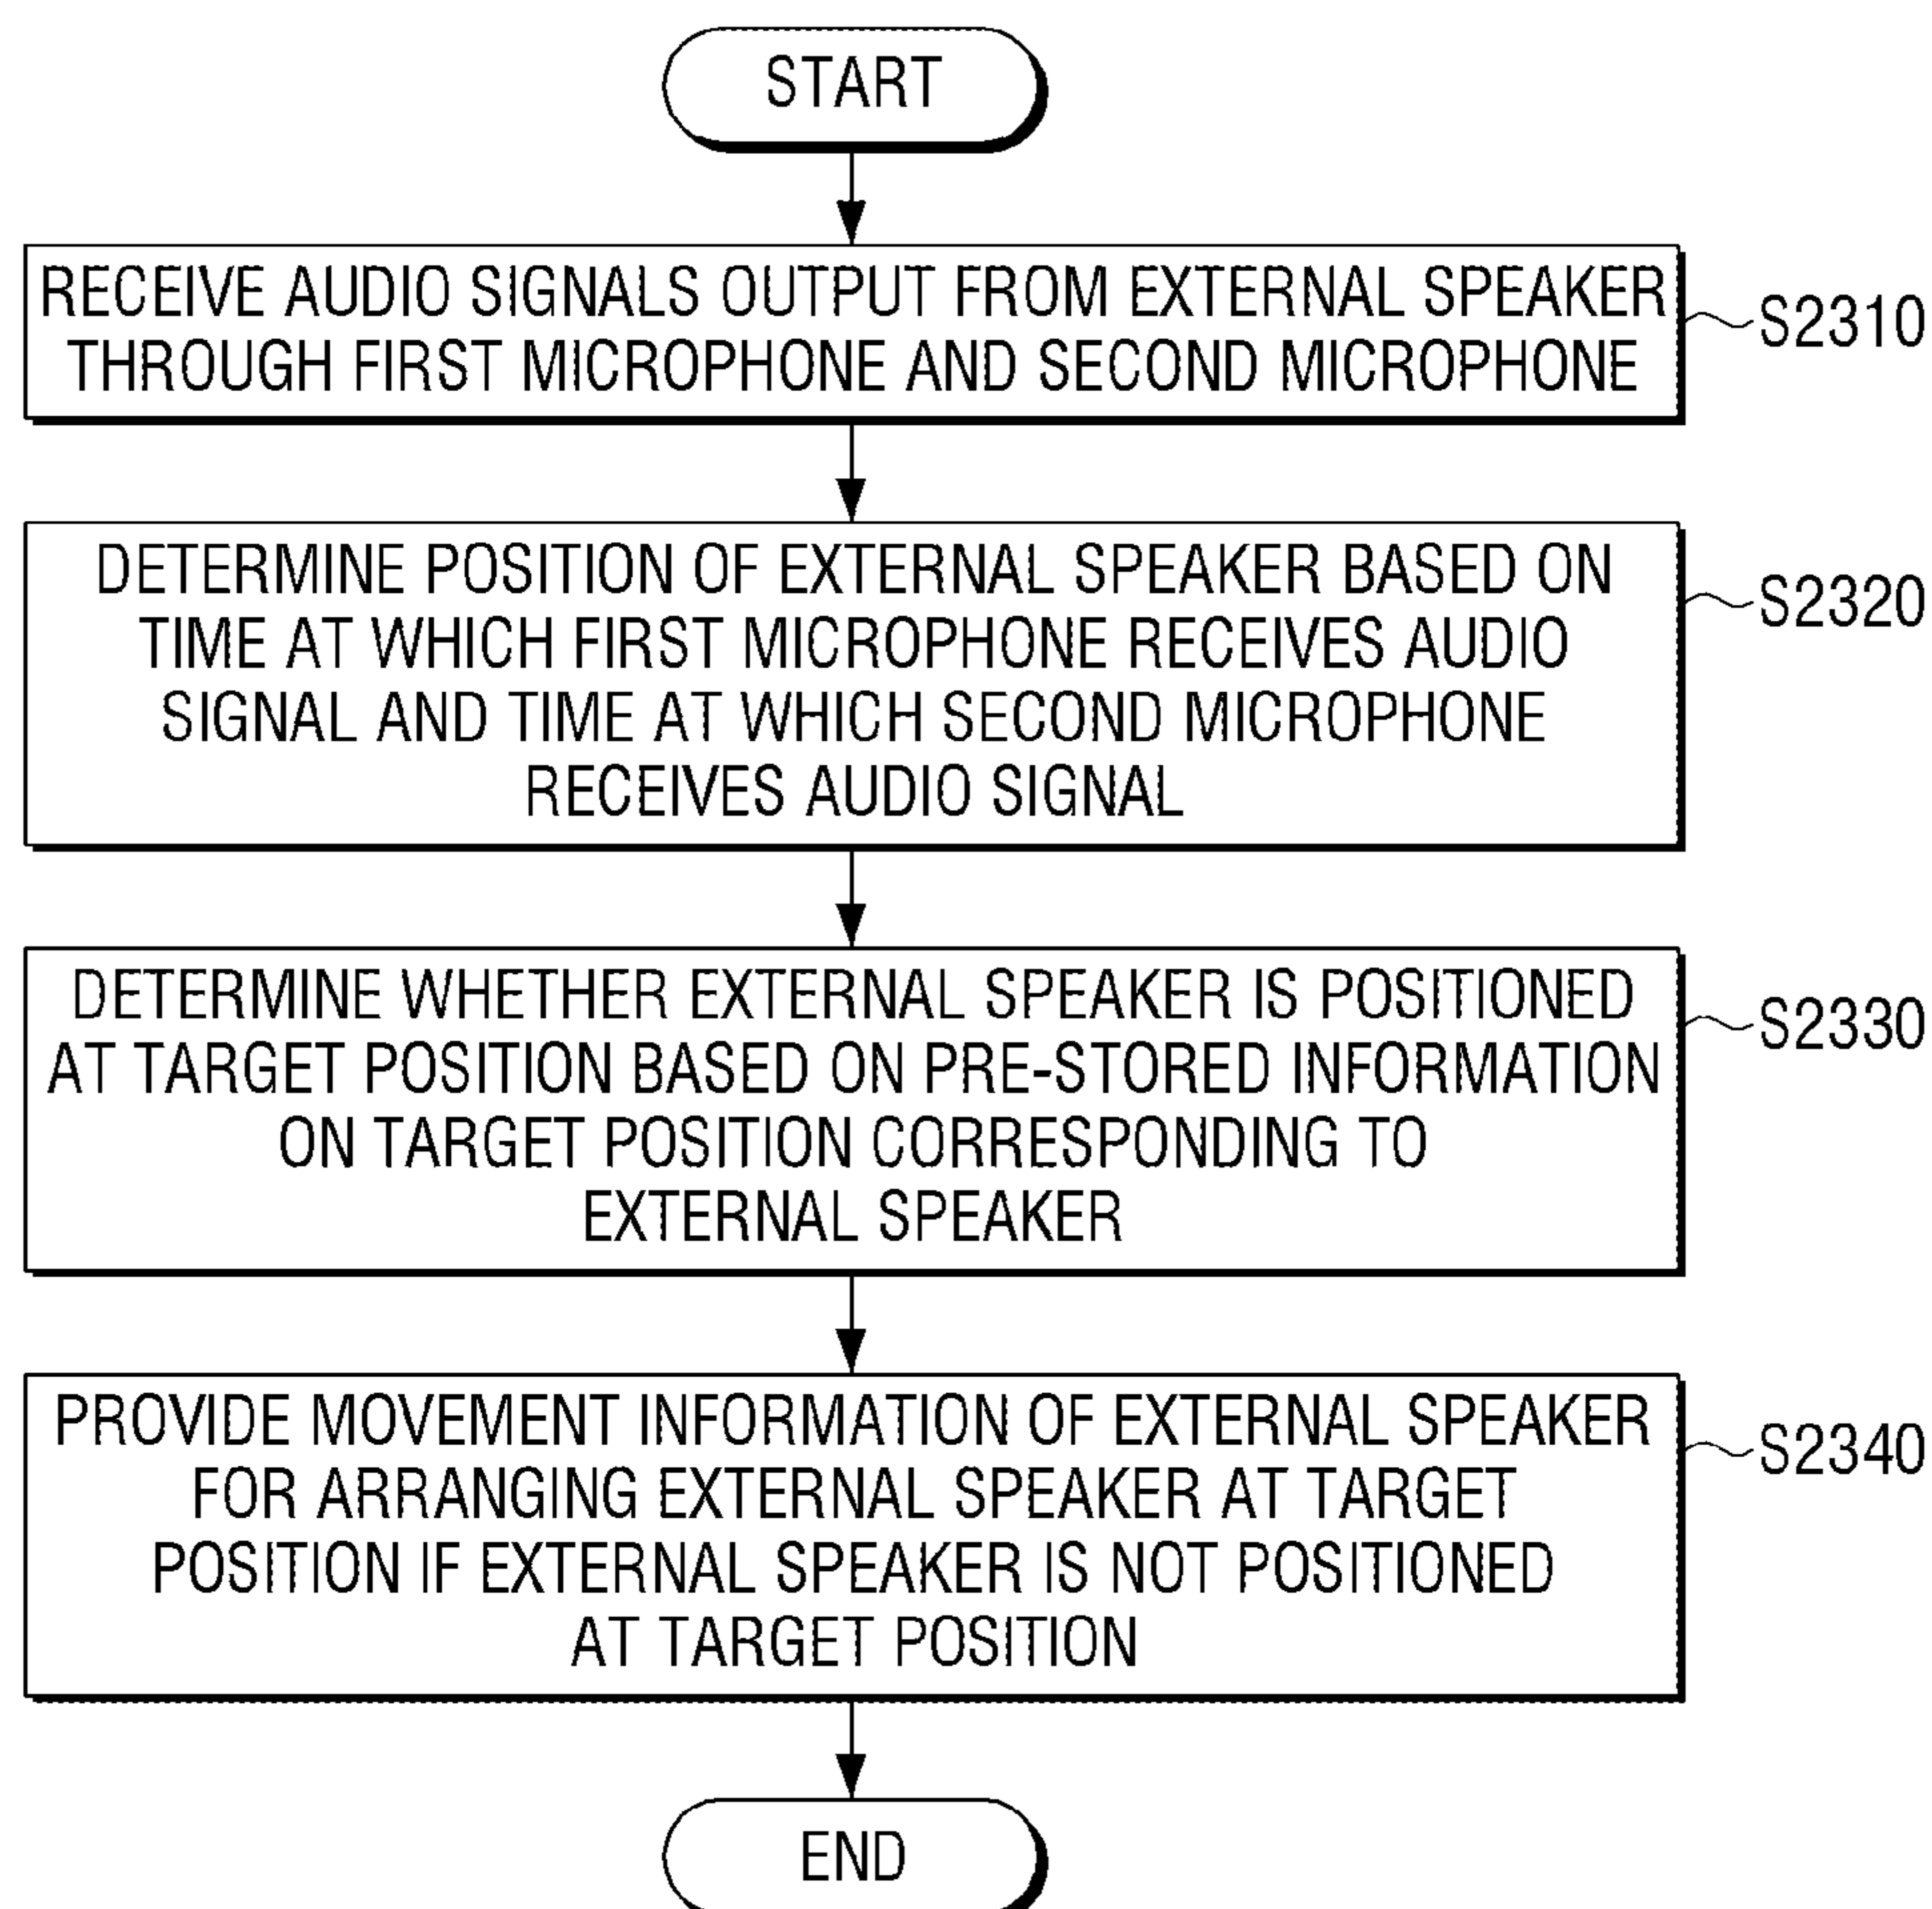 START
RECEIVE AUDIO SIGNALS OUTPUT FROM EXTERNAL SPEAKER
THROUGH FIRST MICROPHONE AND SECOND MICROPHONE
S2310
DETERMINE POSITION OF EXTERNAL SPEAKER BASED ON
TIME AT WHICH FIRST MICROPHONE RECEIVES AUDIO
SIGNAL AND TIME AT WHICH SECOND MICROPHONE
RECEIVES AUDIO SIGNAL
S2320
DETERMINE WHETHER EXTERNAL SPEAKER IS POSITIONED
AT TARGET POSITION BASED ON PRE-STORED INFORMATION
ON TARGET POSITION CORRESPONDING TO
EXTERNAL SPEAKER
S2330
PROVIDE MOVEMENT INFORMATION OF EXTERNAL SPEAKER
FOR ARRANGING EXTERNAL SPEAKER AT TARGET
POSITION IF EXTERNAL SPEAKER IS NOT POSITIONED
AT TARGET POSITION
S2340
END